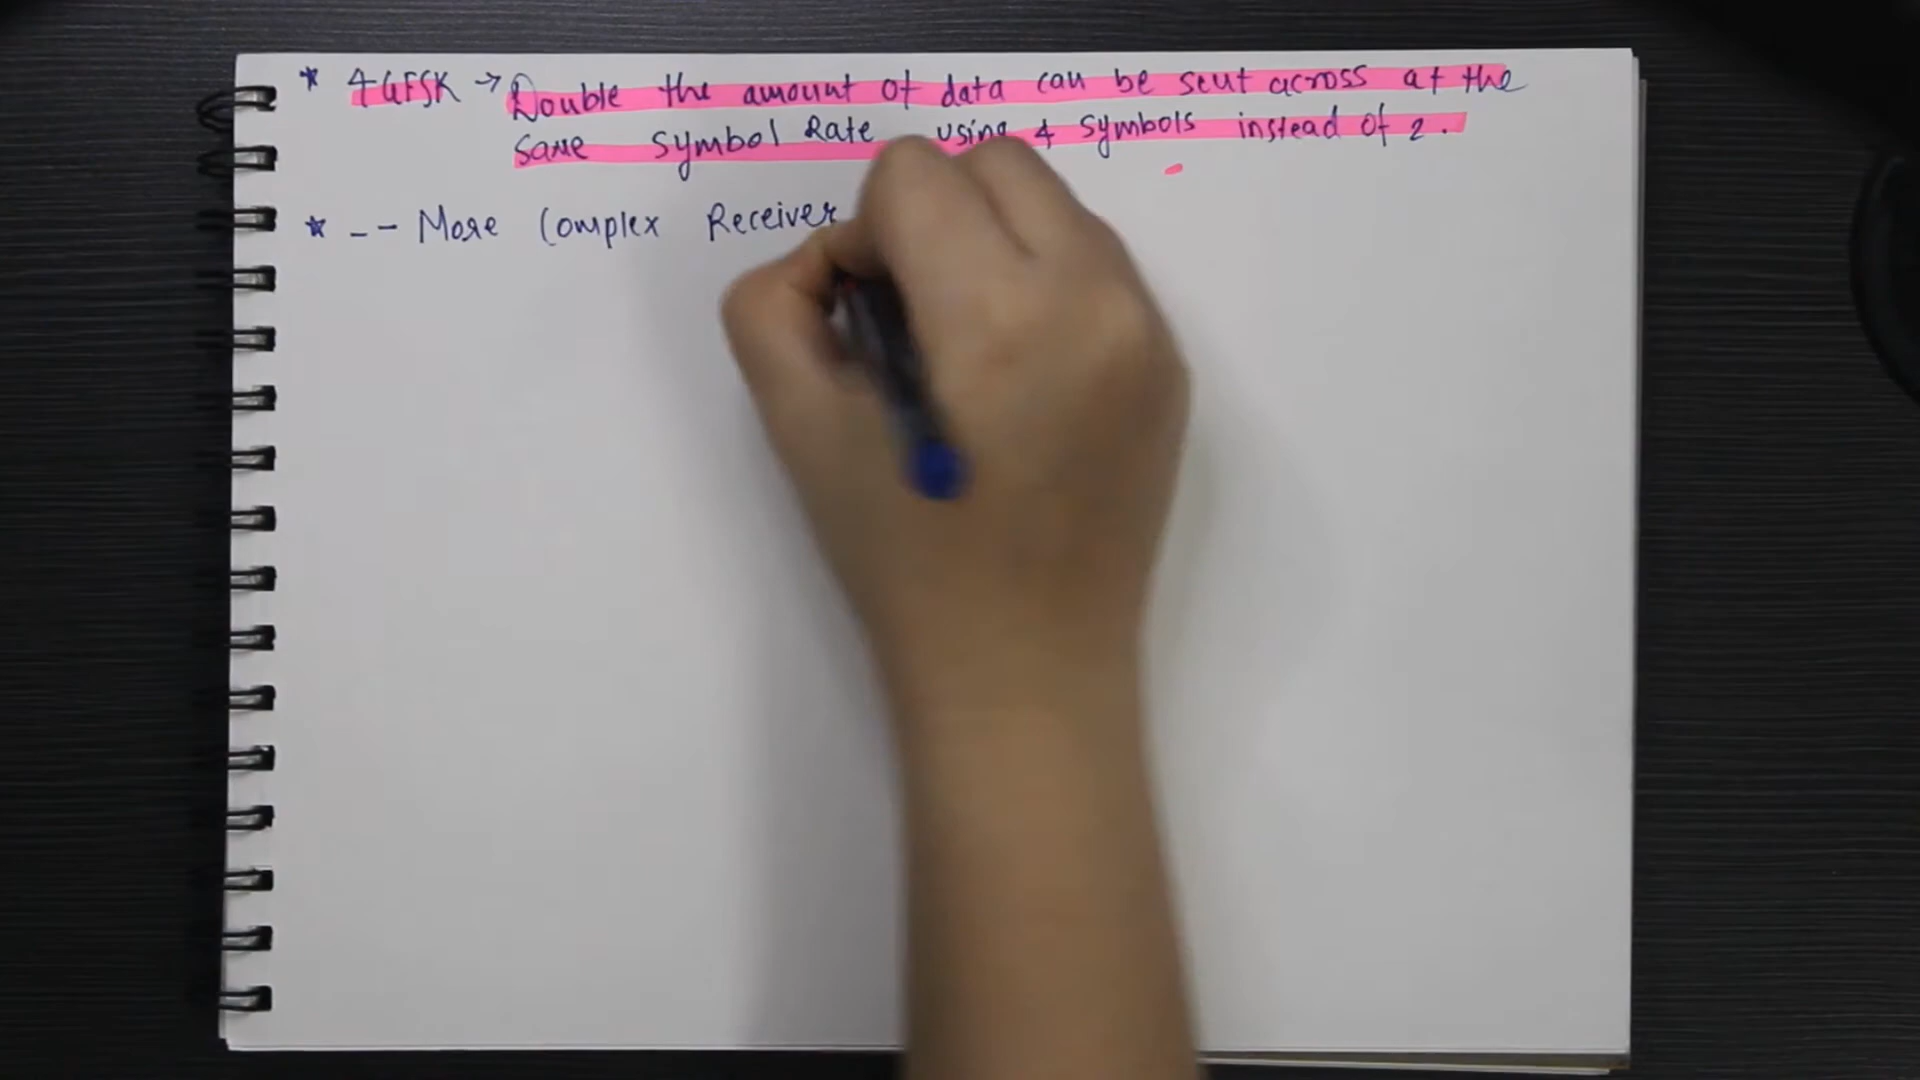 * 4GFSK → Double the amount of data can be sent across at the
same symbol Rate using 4 symbols instead of 2.
* -- More Complex Receiver